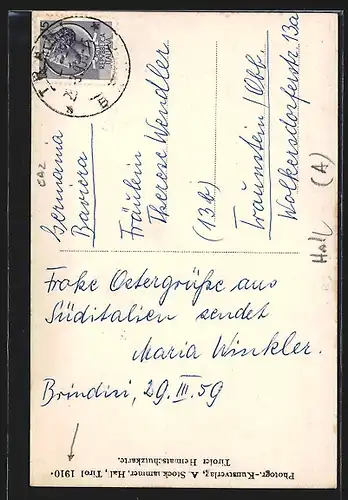 Frohe Ostergrüße aus
Süditalien sendet
Maria Winkler.
Brindisi, 29. III. 59
Germania
Baviera
Fräulein
Therese Wendler
(13b)
Traunstein/Obb.
Wolkersdorferstr. 13a
Hall (A)
Photogr.-Kunstverlag A. Stockhammer, Hall, Tirol 1910.
Tiroler Heimatschutzkarte.